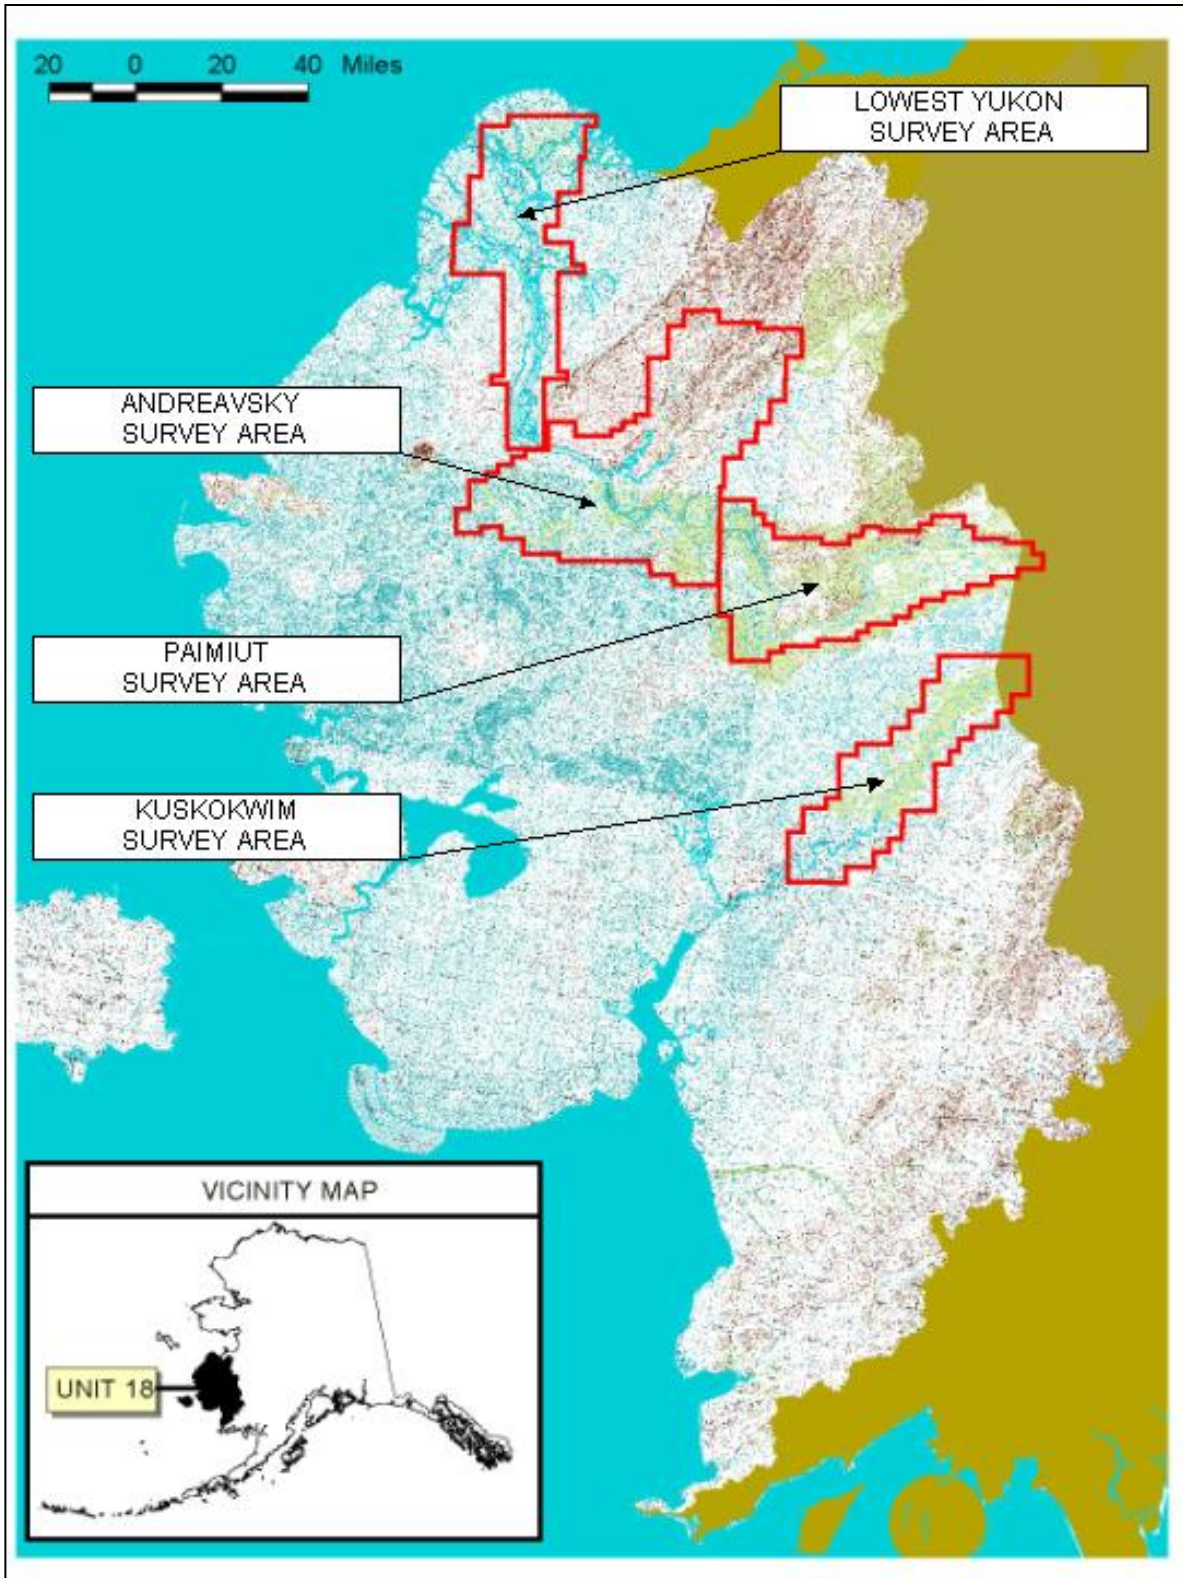 20 0 20 40 Miles
LOWEST YUKON
SURVEY AREA
ANDREAVSKY
SURVEY AREA
PAIMIUT
SURVEY AREA
KUSKOKWIM
SURVEY AREA
VICINITY MAP
UNIT 18